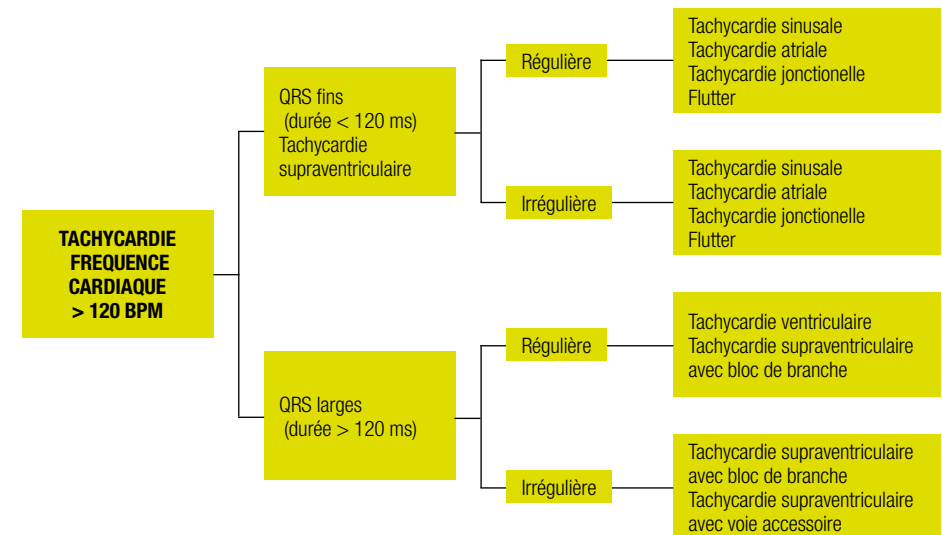 TACHYCARDIE
FREQUENCE
CARDIAQUE
> 120 BPM
QRS fins
(durée < 120 ms)
Tachycardie
supraventriculaire
Régulière
Tachycardie sinusale
Tachycardie atriale
Tachycardie jonctionelle
Flutter
Irrégulière
Tachycardie sinusale
Tachycardie atriale
Tachycardie jonctionelle
Flutter
QRS larges
(durée > 120 ms)
Régulière
Tachycardie ventriculaire
Tachycardie supraventriculaire
avec bloc de branche
Irrégulière
Tachycardie supraventriculaire
avec bloc de branche
Tachycardie supraventriculaire
avec voie accessoire